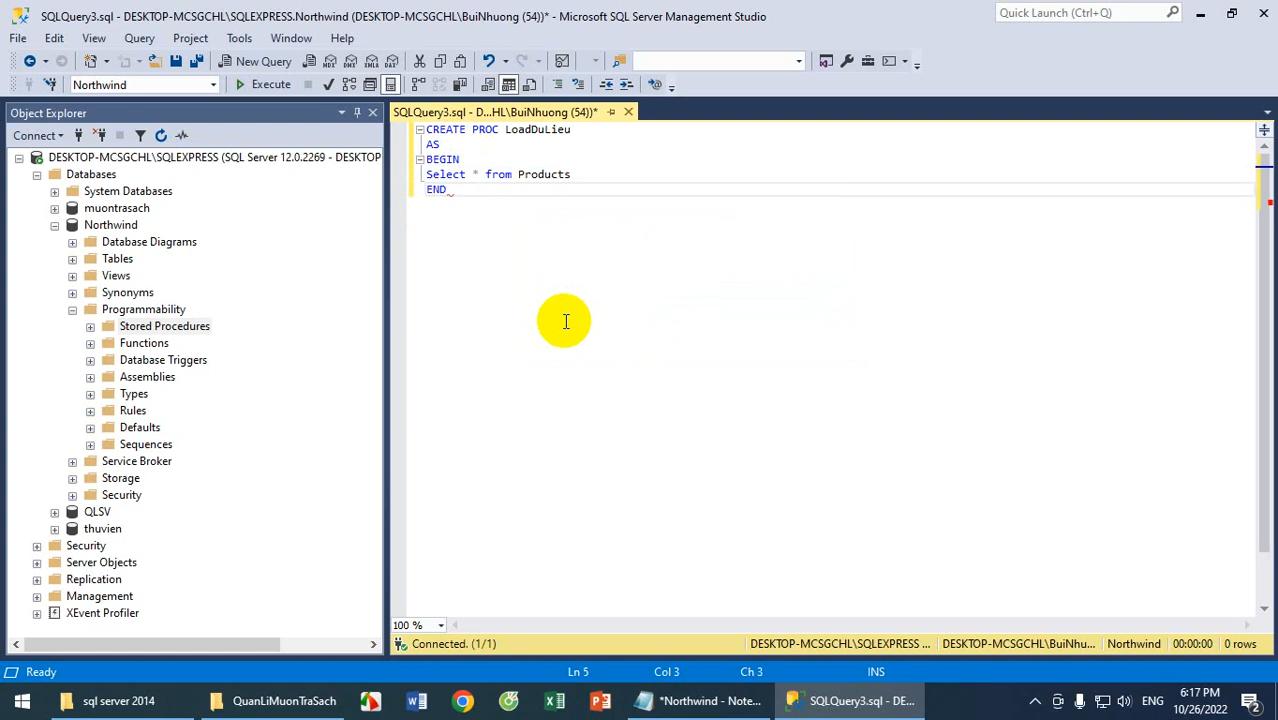 SQLQuery3.sql - DESKTOP-MCSGCHL\SQLEXPRESS.Northwind (DESKTOP-MCSGCHL\BuiNhuong (54))* - Microsoft SQL Server Management Studio
Quick Launch (Ctrl+Q)
File Edit View Query Project Tools Window Help
New Query
MDX DMX XMLA DAX
Northwind
Execute
Object Explorer
Connect
DESKTOP-MCSGCHL\SQLEXPRESS (SQL Server 12.0.2269 - DESKTOP
Databases
System Databases
muontrasach
Northwind
Database Diagrams
Tables
Views
Synonyms
Programmability
Stored Procedures
Functions
Database Triggers
Assemblies
Types
Rules
Defaults
Sequences
Service Broker
Storage
Security
QLSV
thuvien
Security
Server Objects
Replication
Management
XEvent Profiler
SQLQuery3.sql - D...HL\BuiNhuong (54))*
CREATE PROC LoadDuLieu
AS
BEGIN
Select * from Products
END
100 %
Connected. (1/1)
DESKTOP-MCSGCHL\SQLEXPRESS ...
DESKTOP-MCSGCHL\BuiNhu...
Northwind
00:00:00
0 rows
Ready
Ln 5
Col 3
Ch 3
INS
sql server 2014
QuanLiMuonTraSach
*Northwind - Note...
SQLQuery3.sql - DE...
ENG
6:17 PM
10/26/2022
2